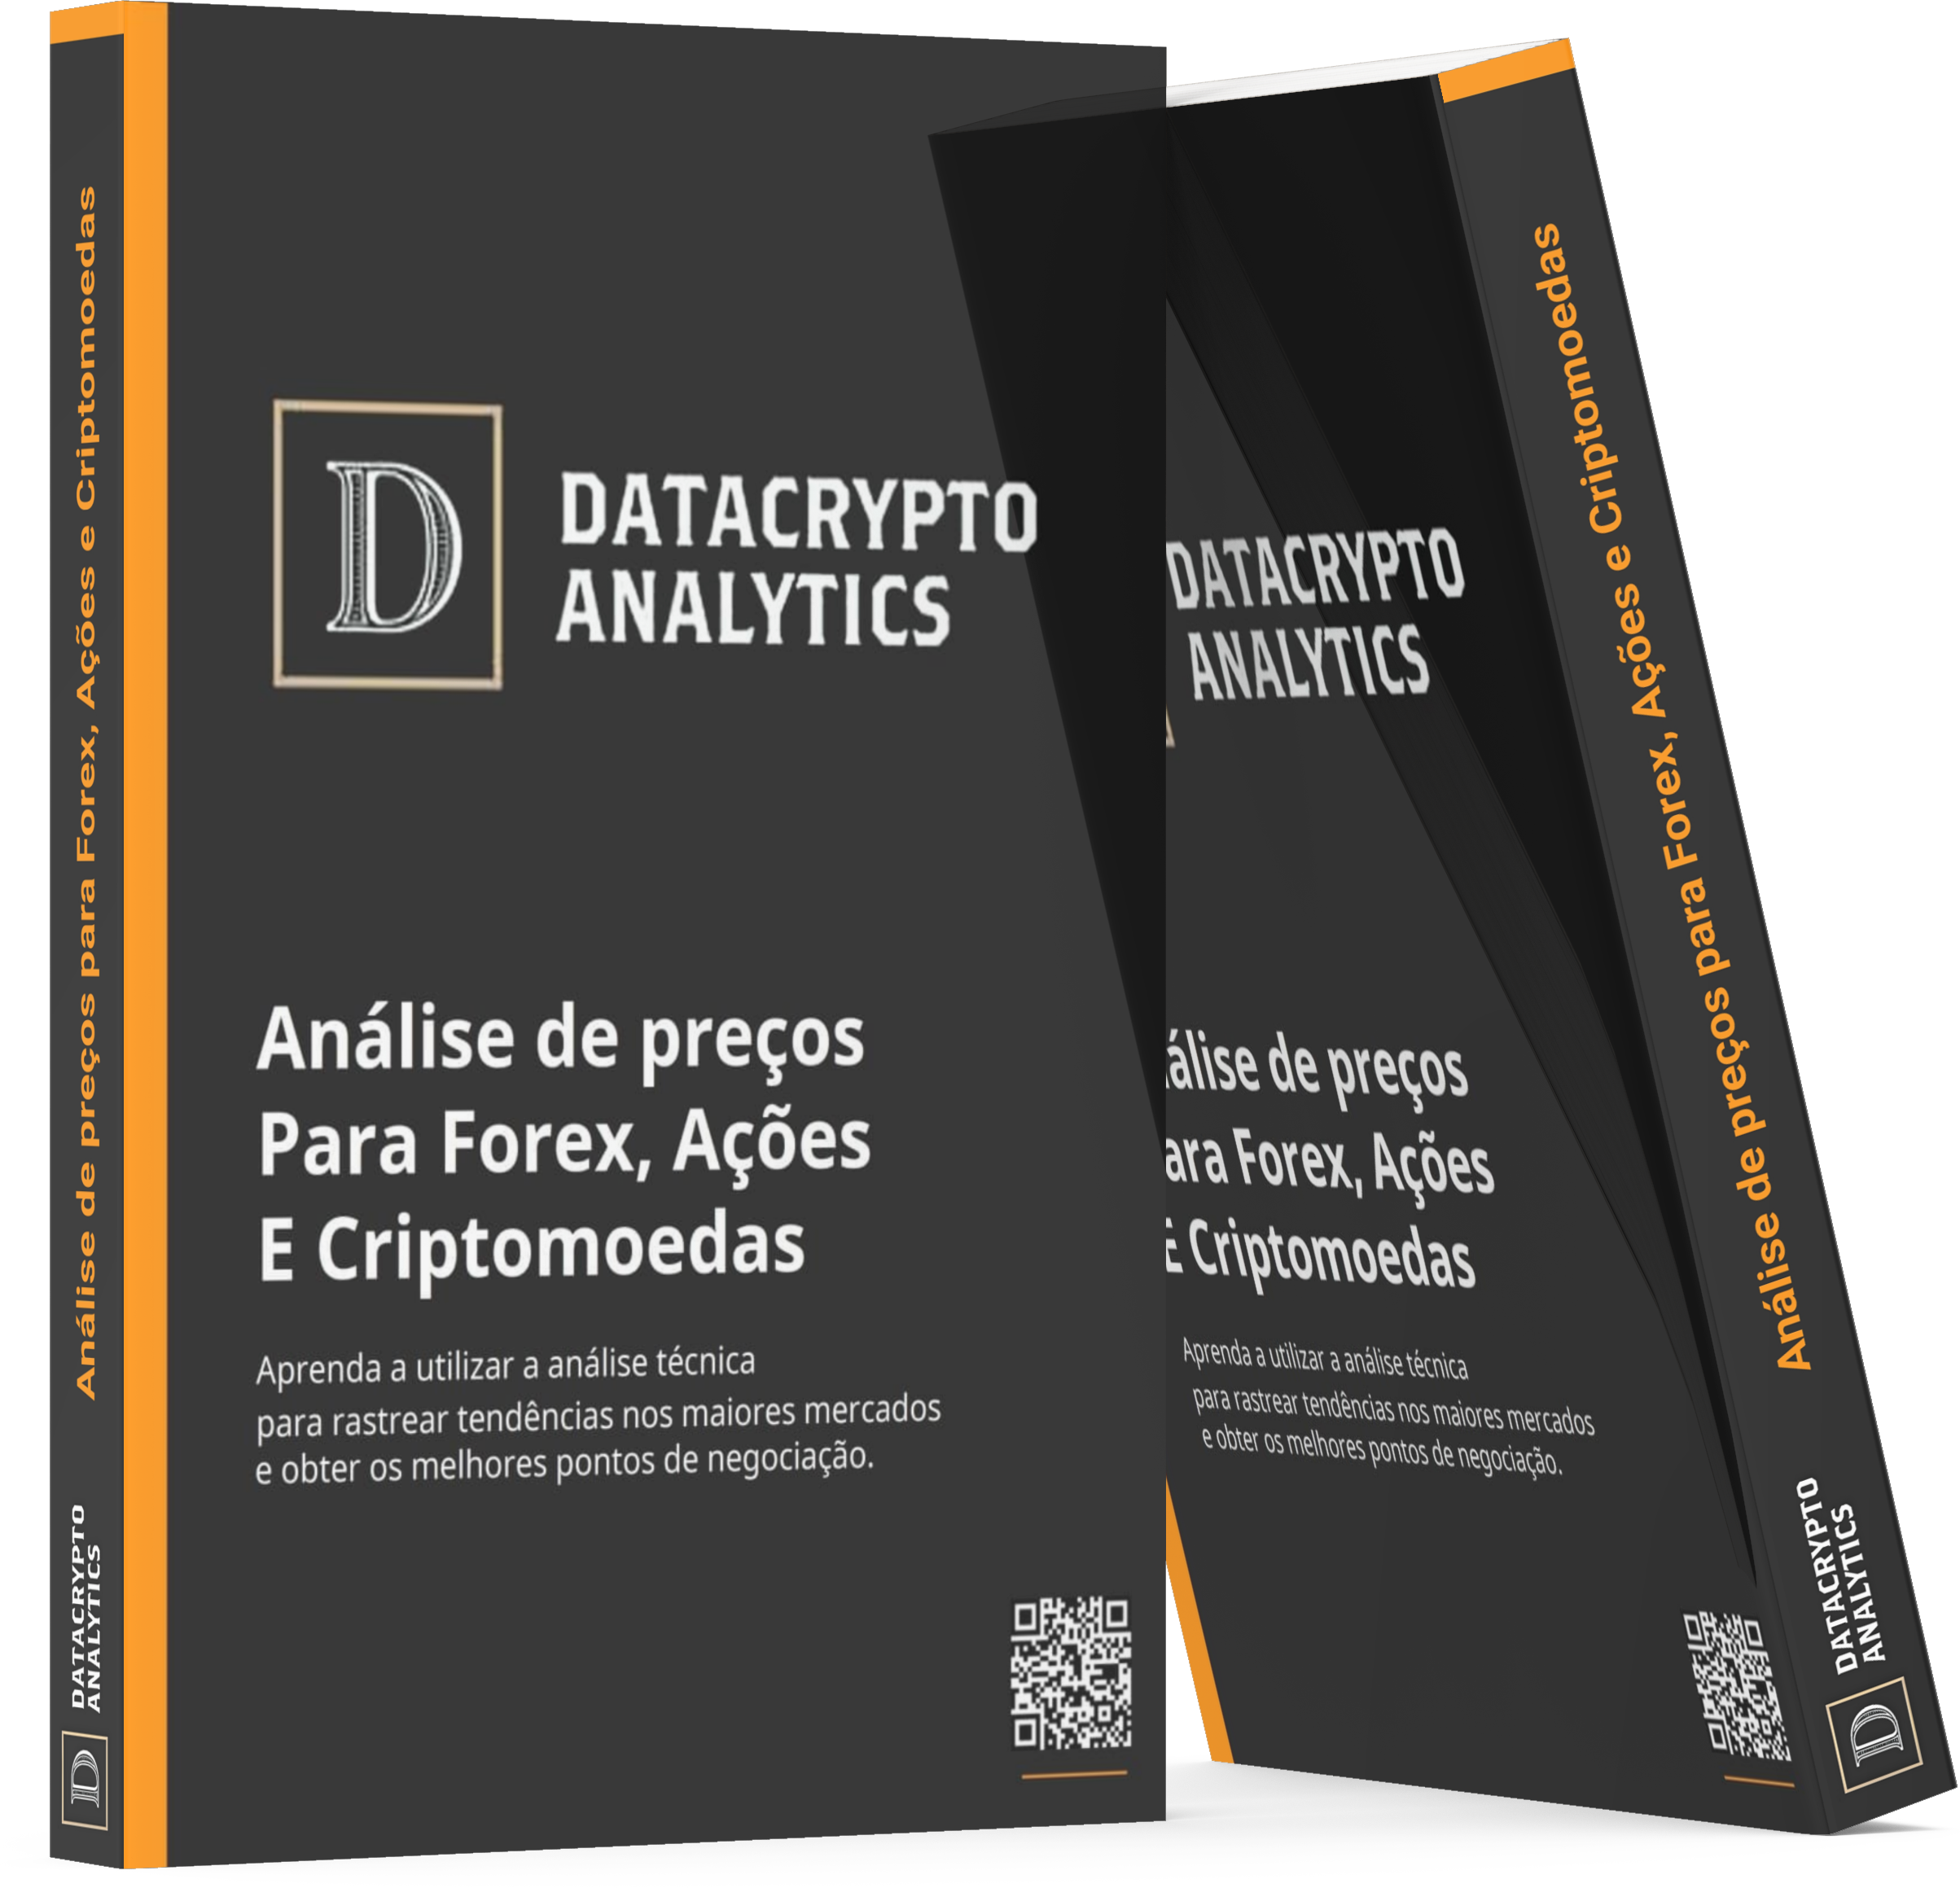 Análise de preços para Forex, Ações e Criptomoedas
DATACRYPTO
ANALYTICS
D
D
DATACRYPTO
ANALYTICS
Análise de preços
Para Forex, Ações
E Criptomoedas
Aprenda a utilizar a análise técnica
para rastrear tendências nos maiores mercados
e obter os melhores pontos de negociação.
DATACRYPTO
ANALYTICS
álise de preços
ara Forex, Ações
E Criptomoedas
Aprenda a utilizar a análise técnica
para rastrear tendências nos maiores mercados
e obter os melhores pontos de negociação.
Análise de preços para Forex, Ações e Criptomoedas
DATACRYPTO
ANALYTICS
D